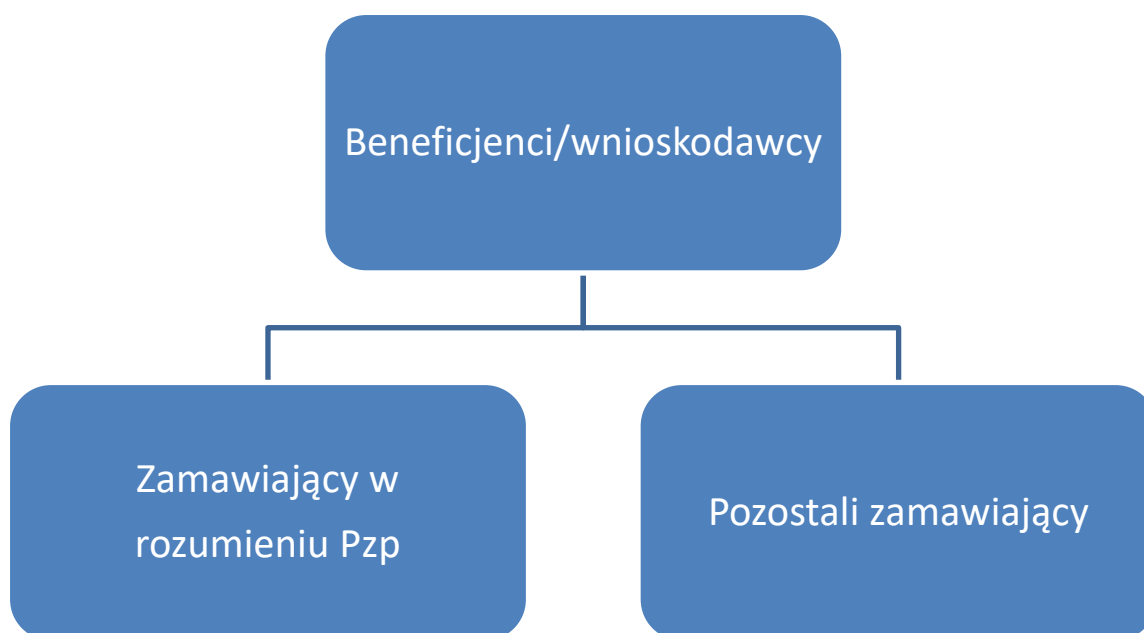 Beneficjenci/wnioskodawcy
Zamawiający w
rozumieniu Pzp
Pozostali zamawiający